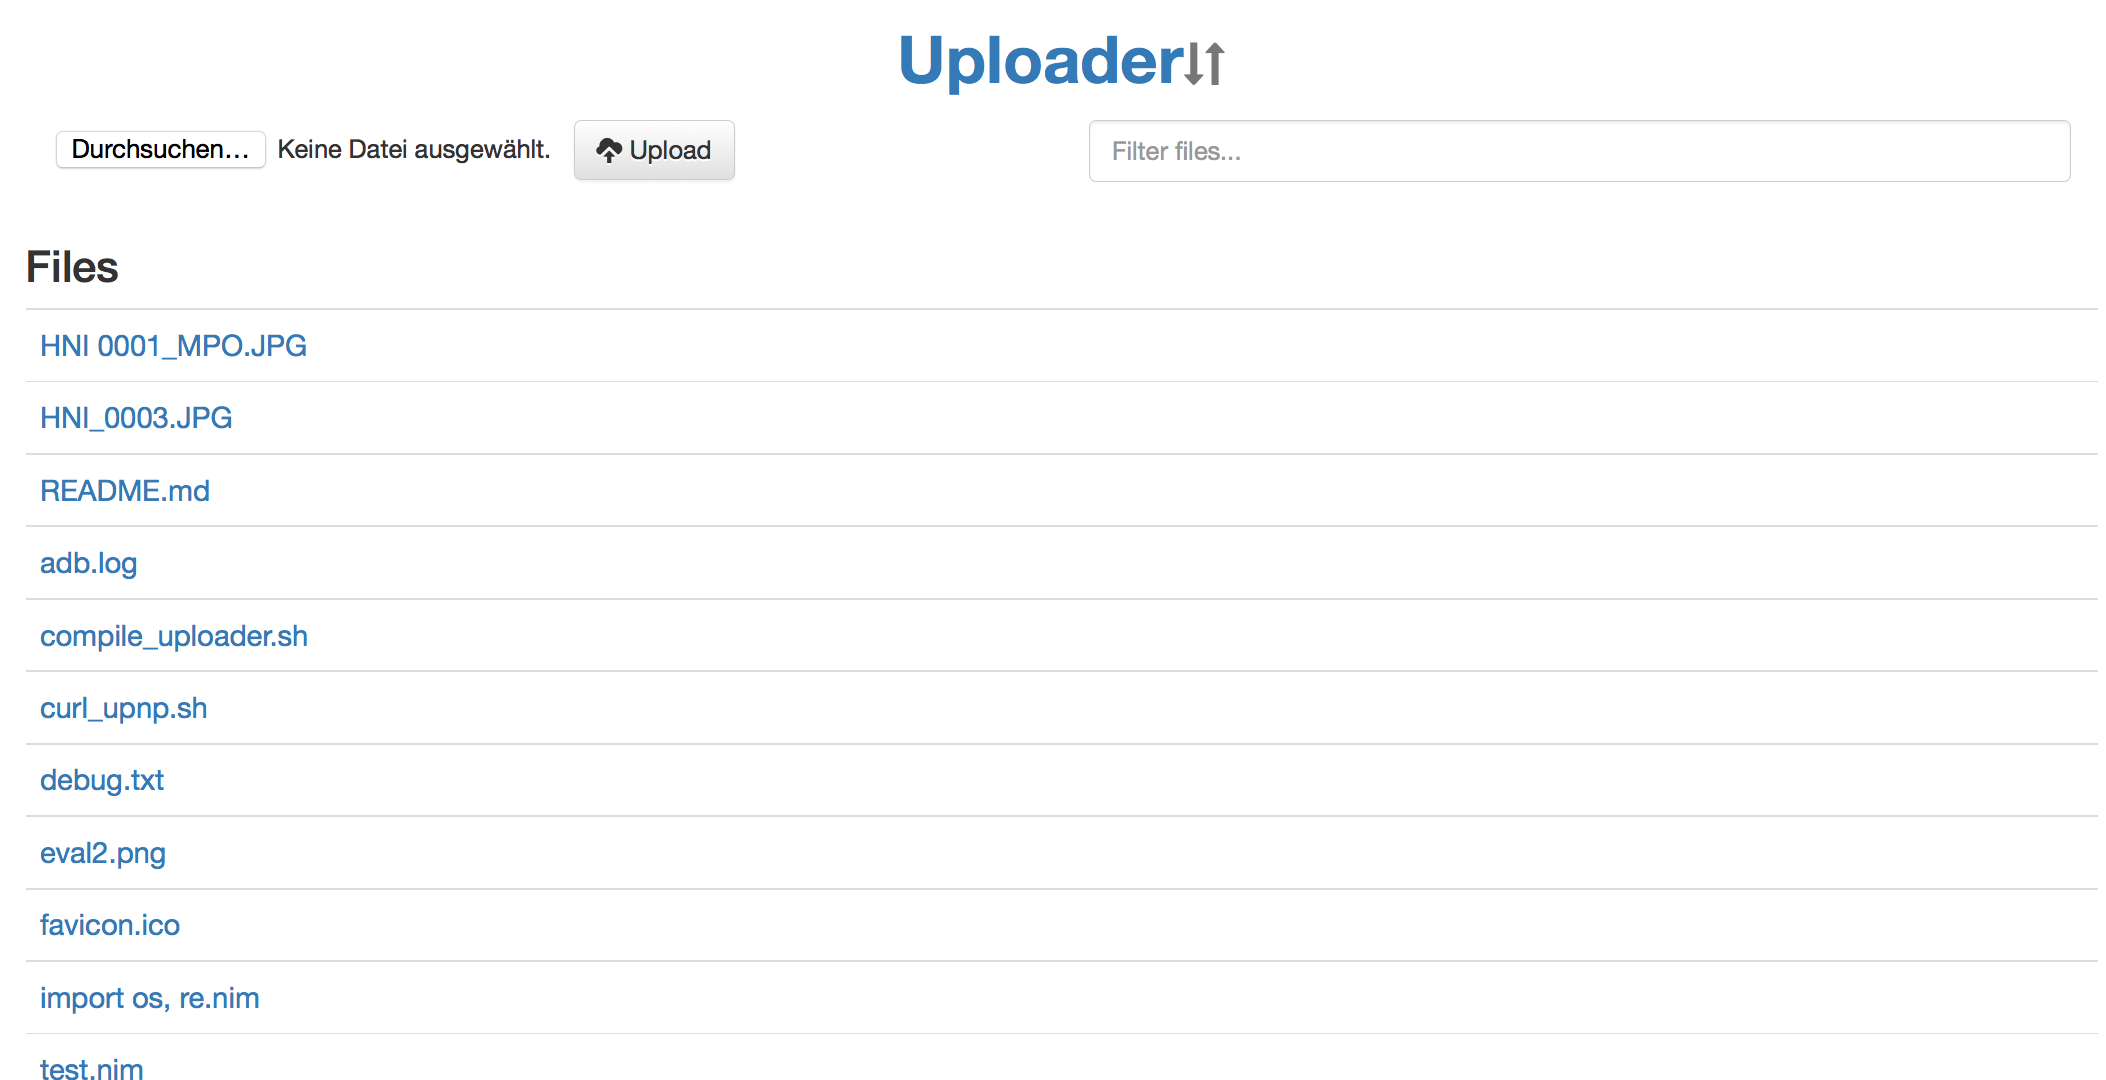 Uploader
Durchsuchen... Keine Datei ausgewählt. Upload Filter files...
Files
HNI 0001_MPO.JPG
HNI_0003.JPG
README.md
adb.log
compile_uploader.sh
curl_upnp.sh
debug.txt
eval2.png
favicon.ico
import os, re.nim
test.nim